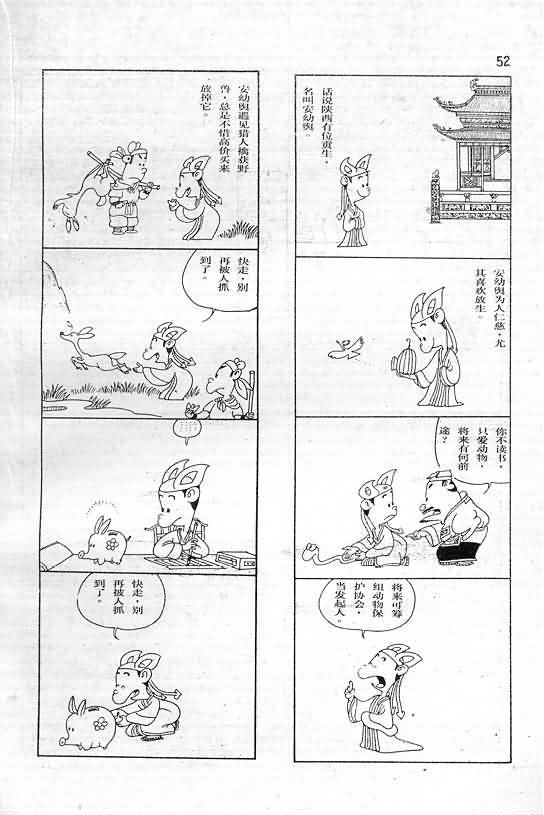 52
话说陕西有位贡生，
名叫安幼舆。
安幼舆为人仁慈，尤
其喜欢放生。
你不读书，
只爱动物，
将来有何前
途？
将来可筹
组动物保
护协会，
当发起人。
安幼舆遇见猎人擒获野
兽，总是不惜高价买来
放掉它。
快走，别
再被人抓
到了。
快走，别
再被人抓
到了。